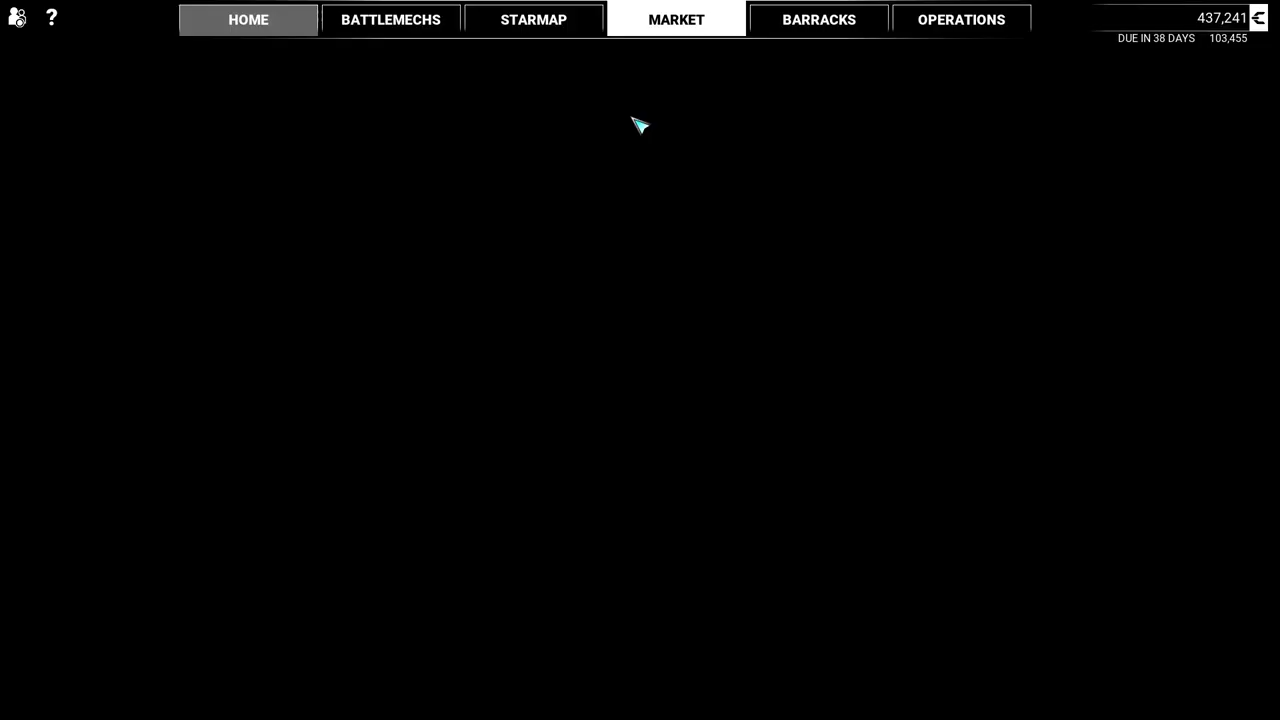 ?
HOME
BATTLEMECHS
STARMAP
MARKET
BARRACKS
OPERATIONS
437,241
DUE IN 38 DAYS 103,455